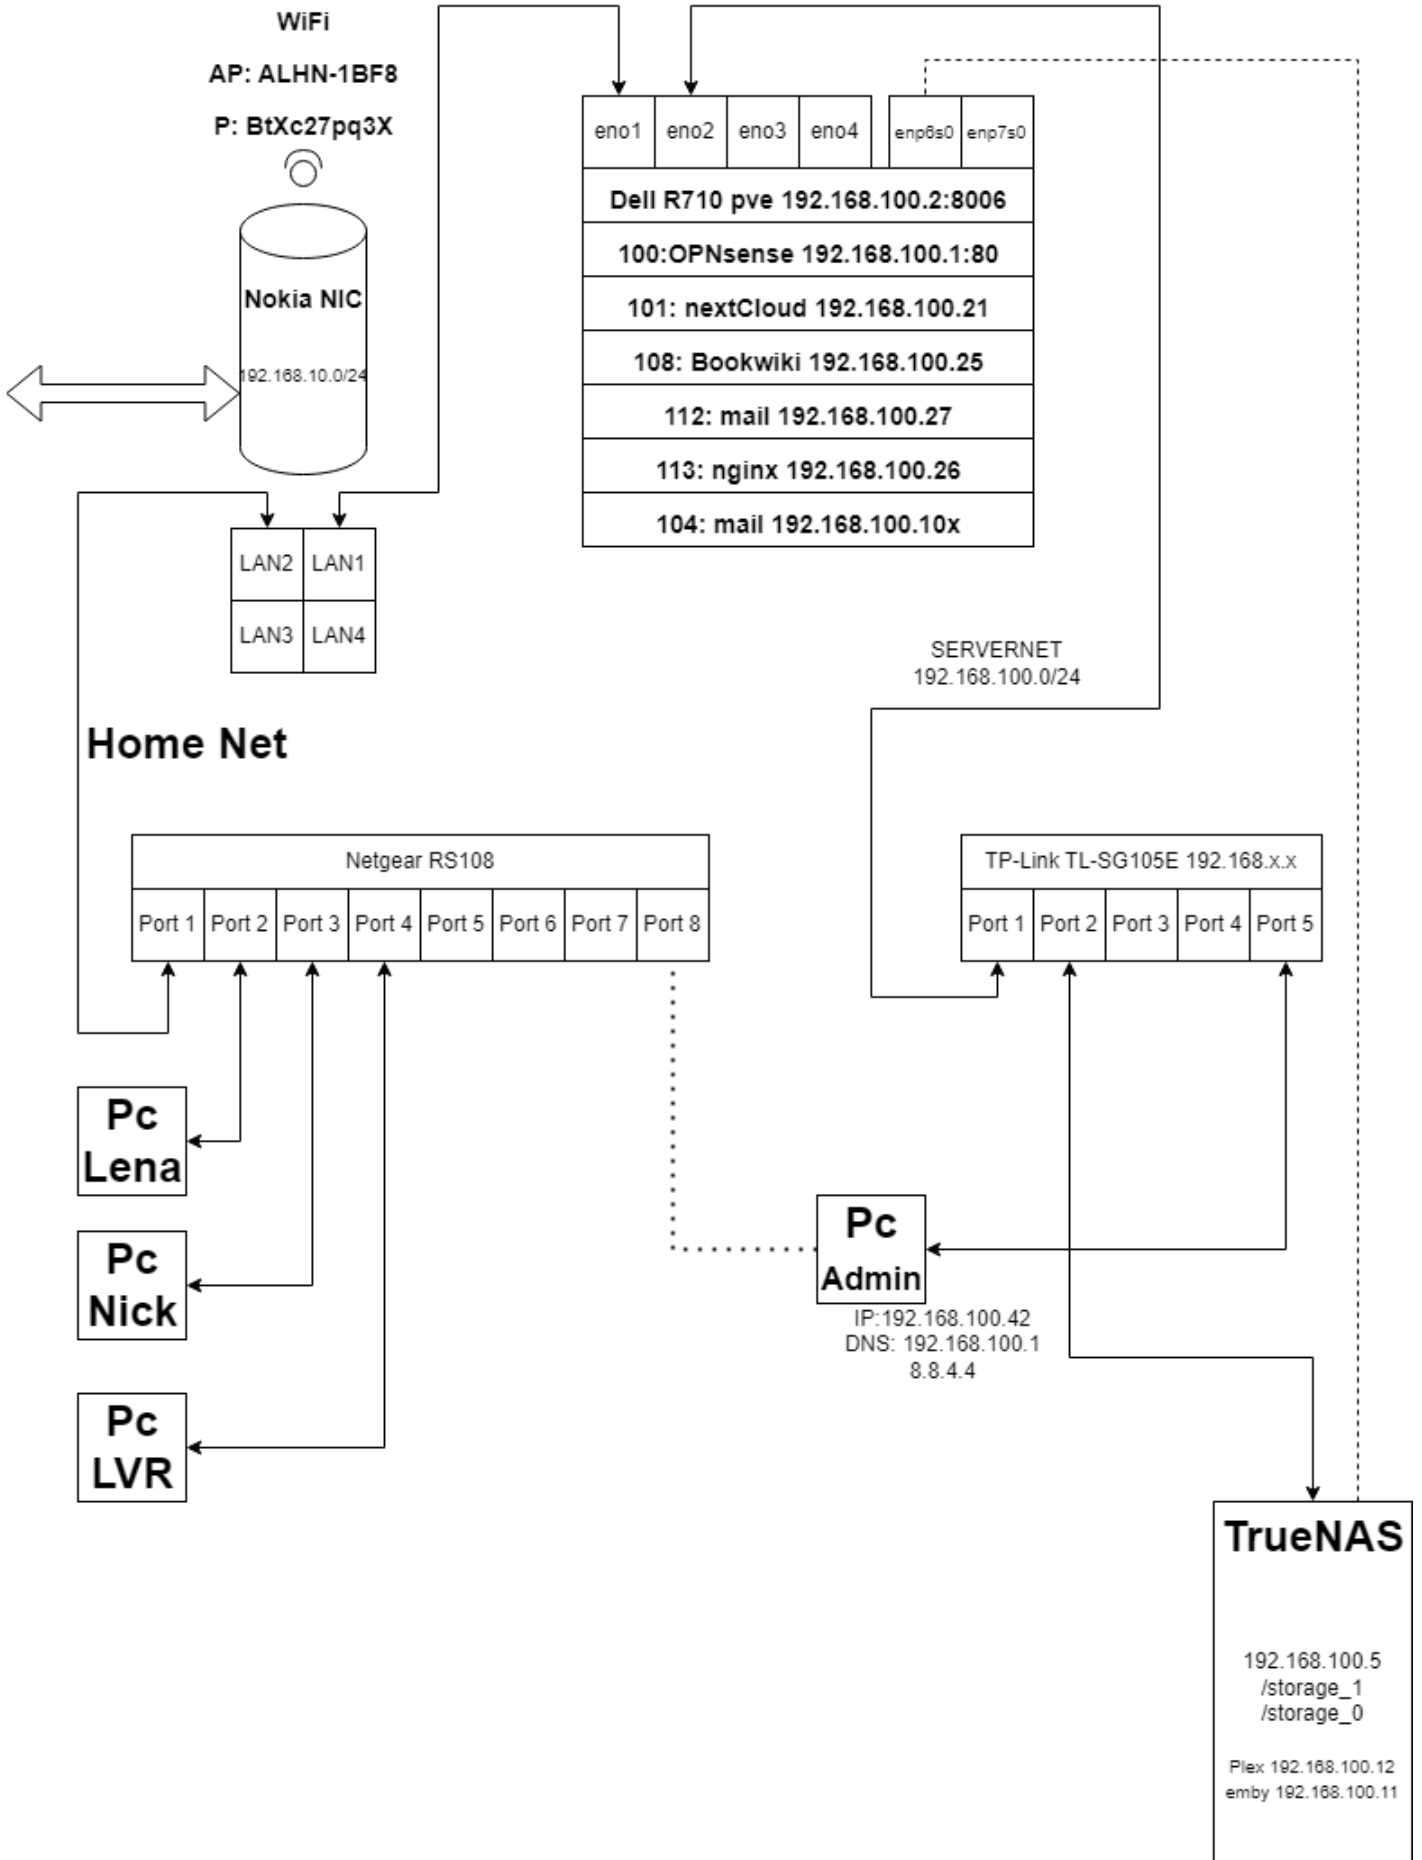 WiFi
AP: ALHN-1BF8
P: BtXc27pq3X
Nokia NIC
192.168.10.0/24
LAN2
LAN1
LAN3
LAN4
eno1
eno2
eno3
eno4
enp6s0
enp7s0
Dell R710 pve 192.168.100.2:8006
100:OPNsense 192.168.100.1:80
101: nextCloud 192.168.100.21
108: Bookwiki 192.168.100.25
112: mail 192.168.100.27
113: nginx 192.168.100.26
104: mail 192.168.100.10x
SERVERNET
192.168.100.0/24
Home Net
Netgear RS108
Port 1
Port 2
Port 3
Port 4
Port 5
Port 6
Port 7
Port 8
TP-Link TL-SG105E 192.168.x.x
Port 1
Port 2
Port 3
Port 4
Port 5
Pc
Lena
Pc
Nick
Pc
LVR
Pc
Admin
IP:192.168.100.42
DNS: 192.168.100.1
8.8.4.4
TrueNAS
192.168.100.5
/storage_1
/storage_0
Plex 192.168.100.12
emby 192.168.100.11